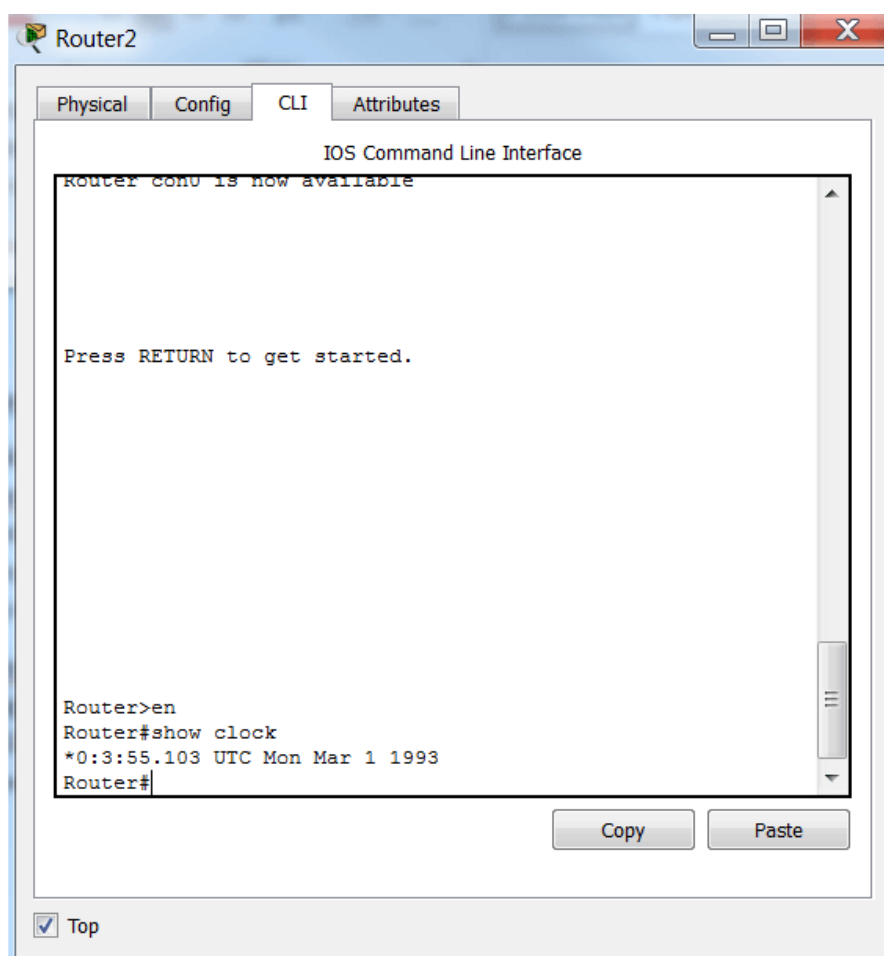 Router2
Physical Config CLI Attributes
IOS Command Line Interface
Router con0 is now available
Press RETURN to get started.
Router>en
Router#show clock
*0:3:55.103 UTC Mon Mar 1 1993
Router#
Copy Paste
Top